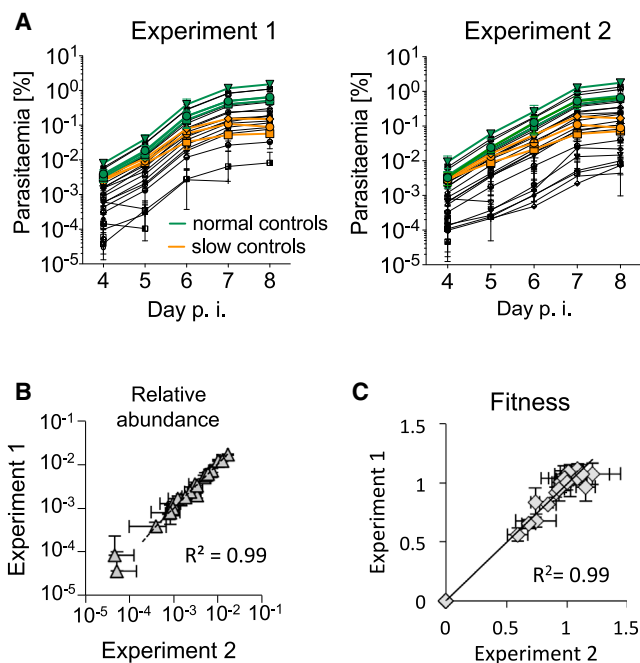 A
Experiment 1
Experiment 2
Parasitaemia [%]
10¹
10⁰
10⁻¹
10⁻²
10⁻³
10⁻⁴
10⁻⁵
normal controls
slow controls
4 5 6 7 8
Day p. i.
Parasitaemia [%]
10¹
10⁰
10⁻¹
10⁻²
10⁻³
10⁻⁴
10⁻⁵
4 5 6 7 8
Day p. i.
B
Relative
abundance
Experiment 1
10⁻¹
10⁻²
10⁻³
10⁻⁴
10⁻⁵
R² = 0.99
10⁻⁵ 10⁻³ 10⁻² 10⁻¹
Experiment 2
C
Fitness
Experiment 1
1.5
1
0.5
0
R²= 0.99
0 0.5 1 1.5
Experiment 2